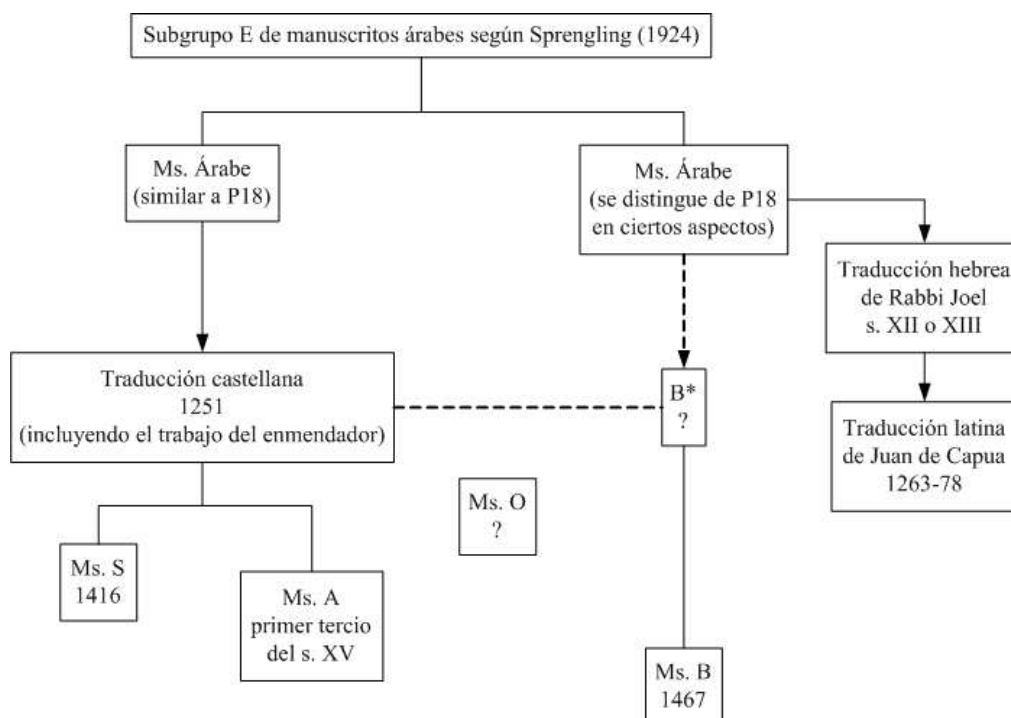 Subgrupo E de manuscritos árabes según Sprengling (1924)
Ms. Árabe
(similar a P18)
Ms. Árabe
(se distingue de P18
en ciertos aspectos)
Traducción hebrea
de Rabbi Joel
s. XII o XIII
Traducción castellana
1251
(incluyendo el trabajo del enmendador)
B*
?
Traducción latina
de Juan de Capua
1263-78
Ms. O
?
Ms. S
1416
Ms. A
primer tercio
del s. XV
Ms. B
1467